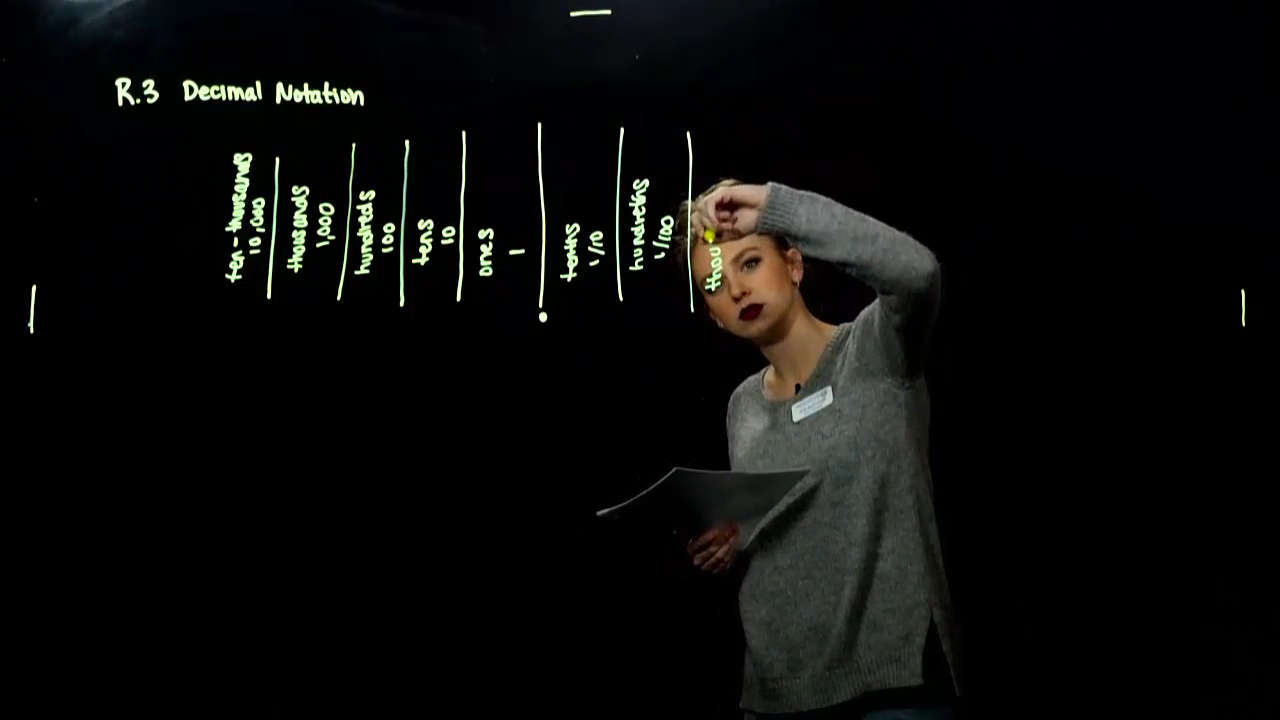 R.3 Decimal Notation
ten-thousands
10,000
thousands
1,000
hundreds
100
tens
10
ones
1
tenths
1/10
hundreths
1/100
thou